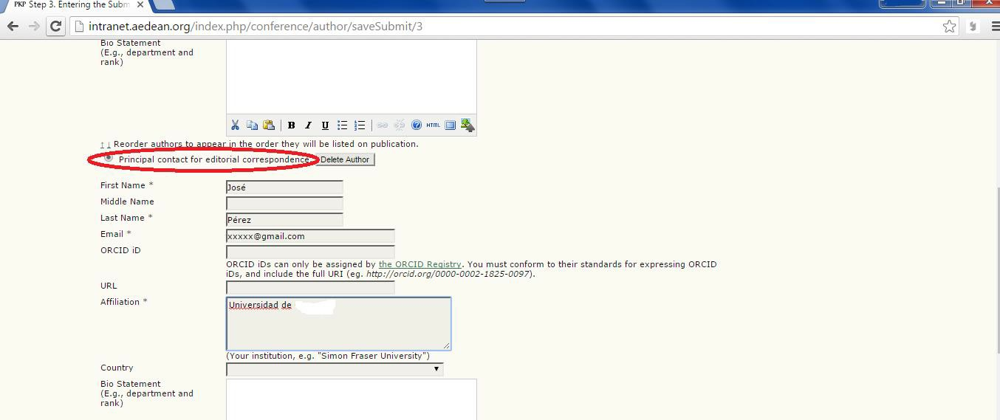 PKP Step 3. Entering the Subm
intranet.aedean.org/index.php/conference/author/saveSubmit/3
Bio Statement
(E.g., department and
rank)
B I U HTML
↑ ↓ Reorder authors to appear in the order they will be listed on publication.
Principal contact for editorial correspondence. Delete Author
First Name * José
Middle Name
Last Name * Pérez
Email * xxxxx@gmail.com
ORCID iD
ORCID iDs can only be assigned by the ORCID Registry. You must conform to their standards for expressing ORCID
iDs, and include the full URI (eg. http://orcid.org/0000-0002-1825-0097).
URL
Affiliation * Universidad de
(Your institution, e.g. "Simon Fraser University")
Country
Bio Statement
(E.g., department and
rank)